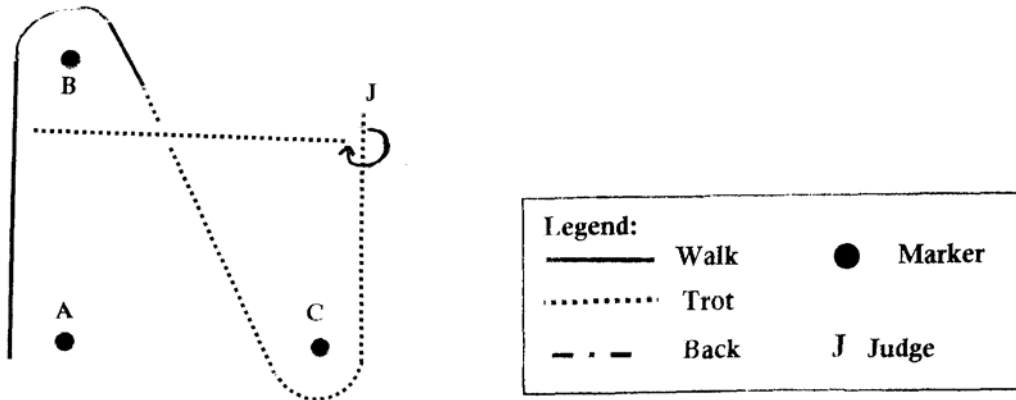 B
J
A
C
Legend:
Walk
Marker
Trot
Back
J Judge